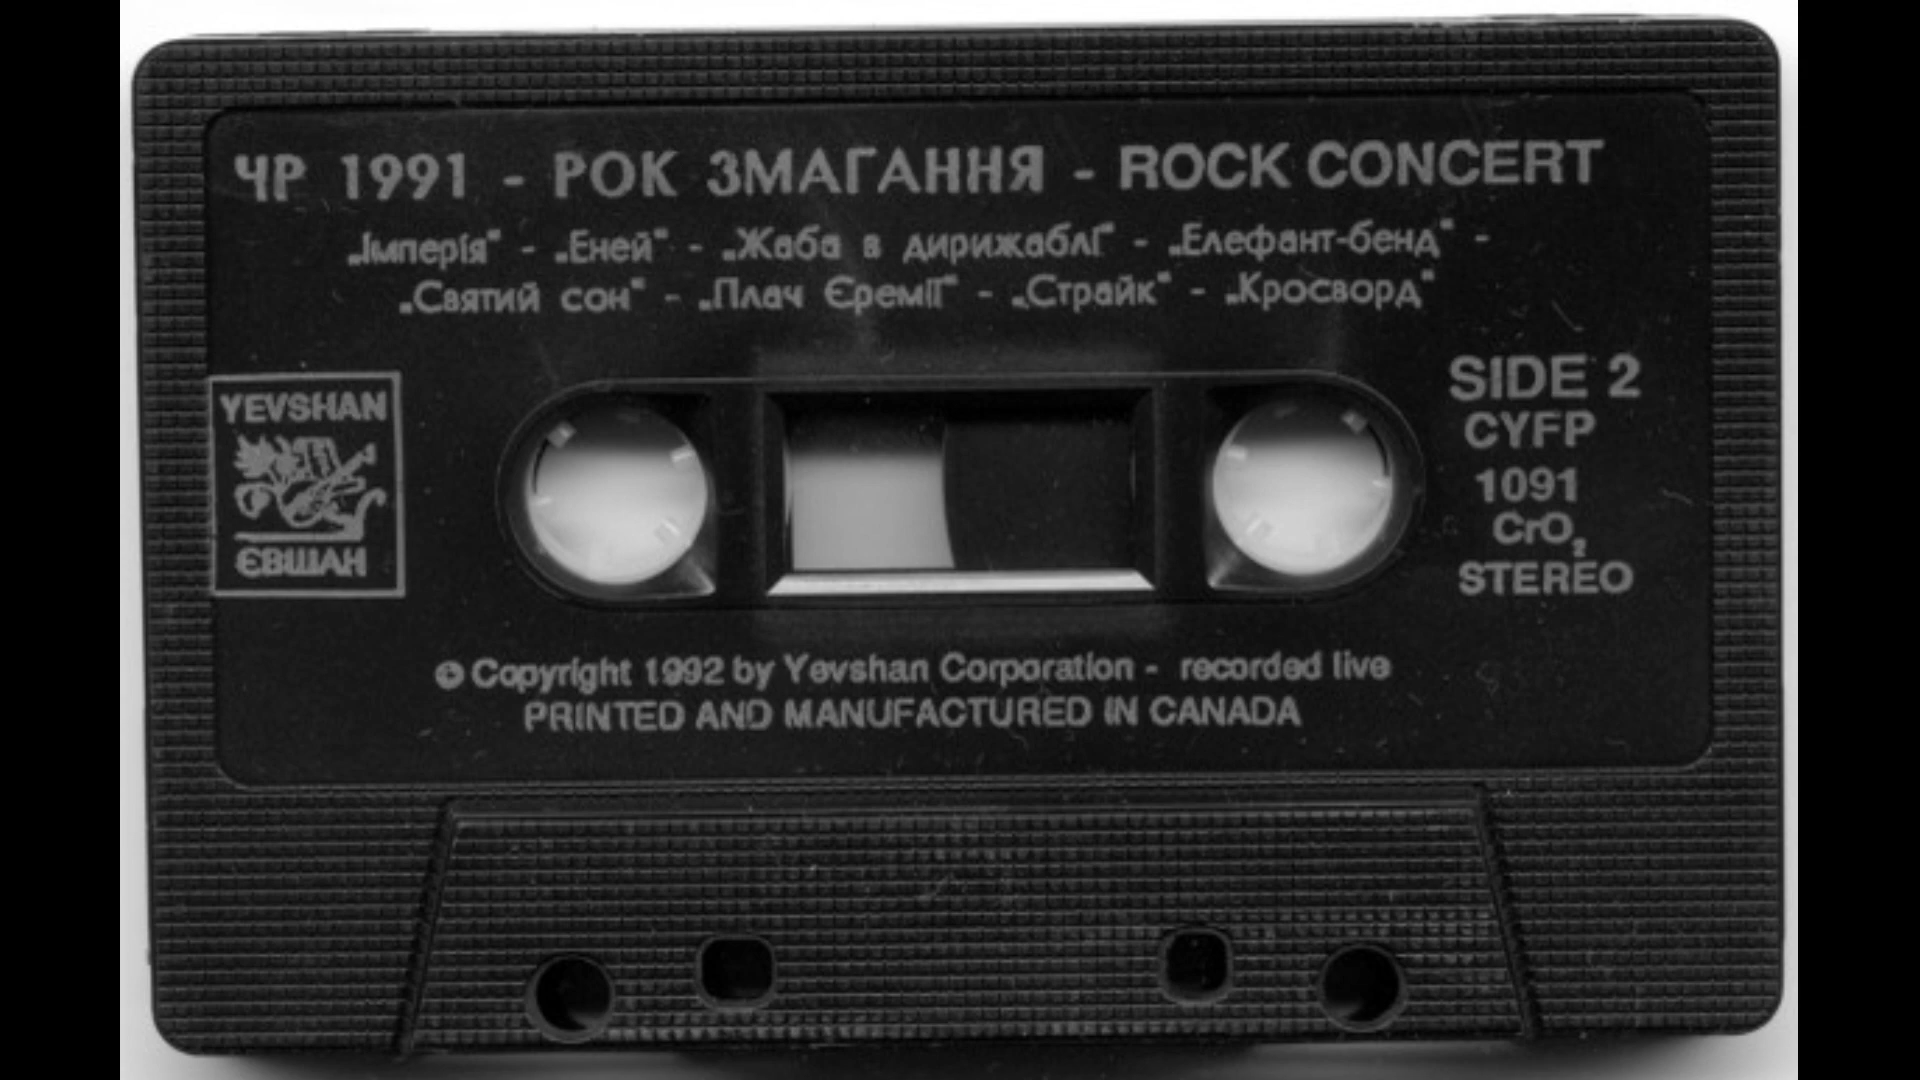 ЧР 1991 - РОК ЗМАГАННЯ - ROCK CONCERT
„Імперія“ - „Еней“ - „Жаба в дирижаблі“ - „Елефант-бенд“ -
„Святий сон“ - „Плач Єремії“ - „Страйк“ - „Кросворд“
YEVSHAN
ЄВШАН
SIDE 2
CYFP
1091
CrO₂
STEREO
℗ Copyright 1992 by Yevshan Corporation - recorded live
PRINTED AND MANUFACTURED IN CANADA